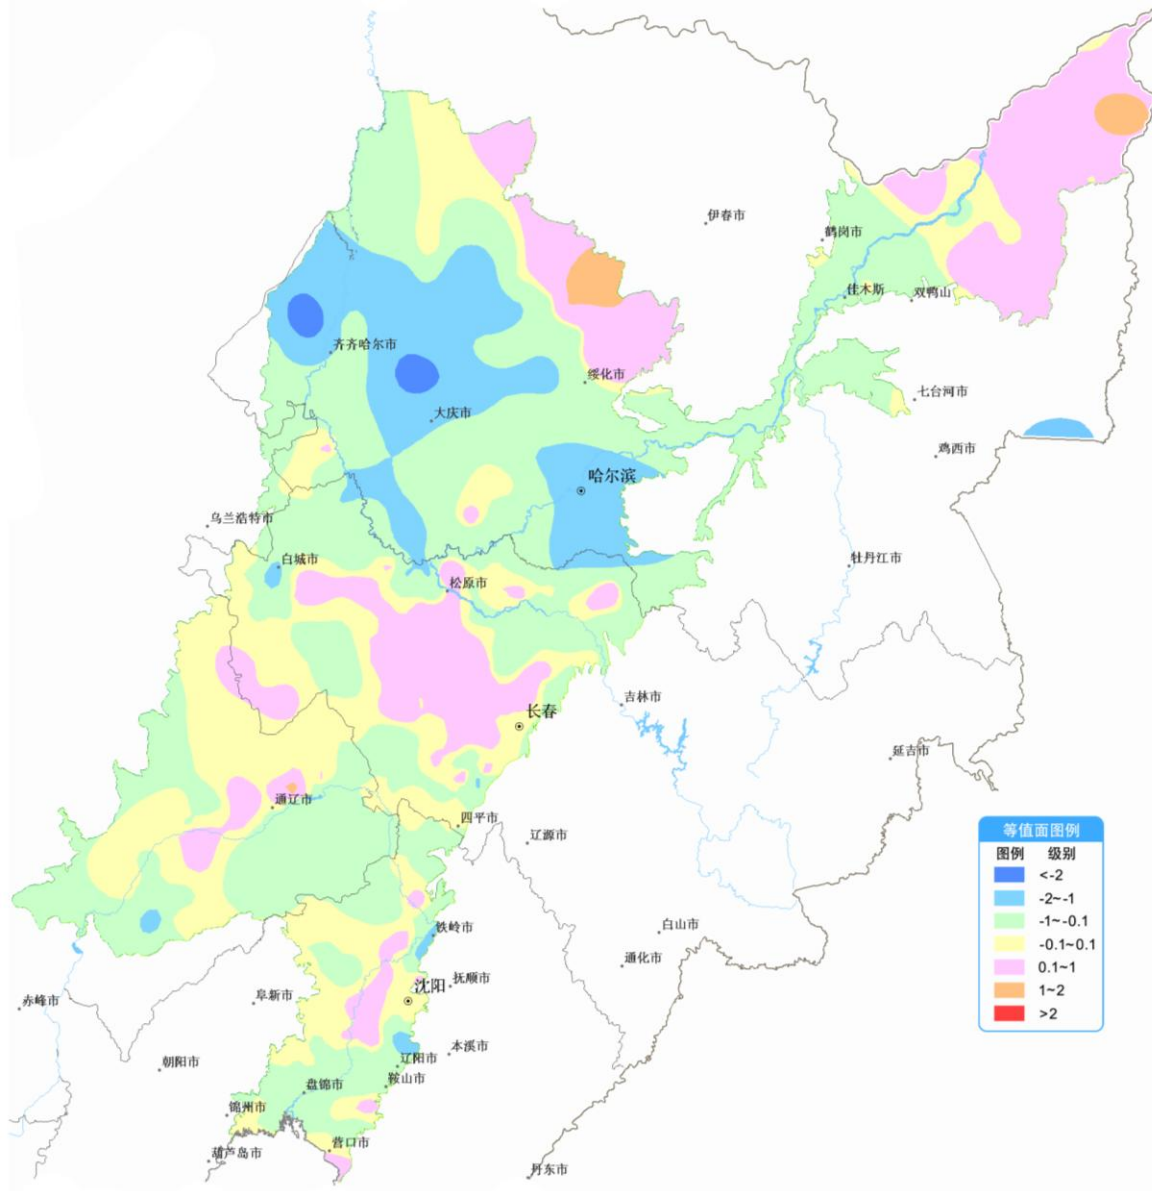 伊春市
鹤岗市
佳木斯
双鸭山
齐齐哈尔市
绥化市
七台河市
大庆市
鸡西市
哈尔滨
乌兰浩特市
白城市
牡丹江市
松原市
吉林市
长春
延吉市
通辽市
四平市
辽源市
等值面图例
图例 级别
<-2
-2~-1
-1~-0.1
-0.1~0.1
0.1~1
1~2
>2
铁岭市
白山市
通化市
抚顺市
沈阳
赤峰市
阜新市
本溪市
辽阳市
朝阳市
鞍山市
盘锦市
锦州市
营口市
葫芦岛市
丹东市